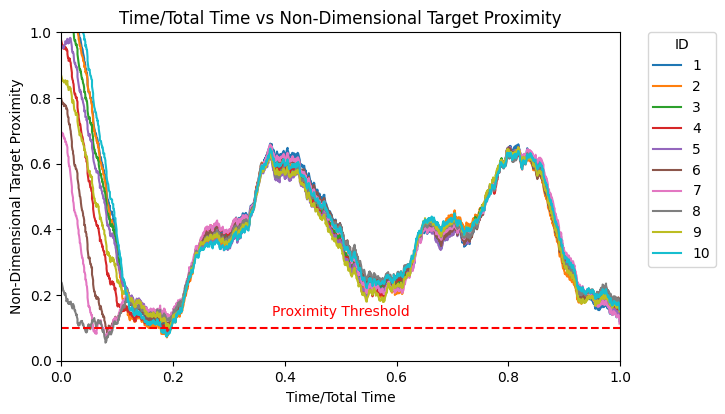 Time/Total Time vs Non-Dimensional Target Proximity
Non-Dimensional Target Proximity
1.0
0.8
0.6
0.4
0.2
0.0
Proximity Threshold
0.0 0.2 0.4 0.6 0.8 1.0
Time/Total Time
ID
1
2
3
4
5
6
7
8
9
10